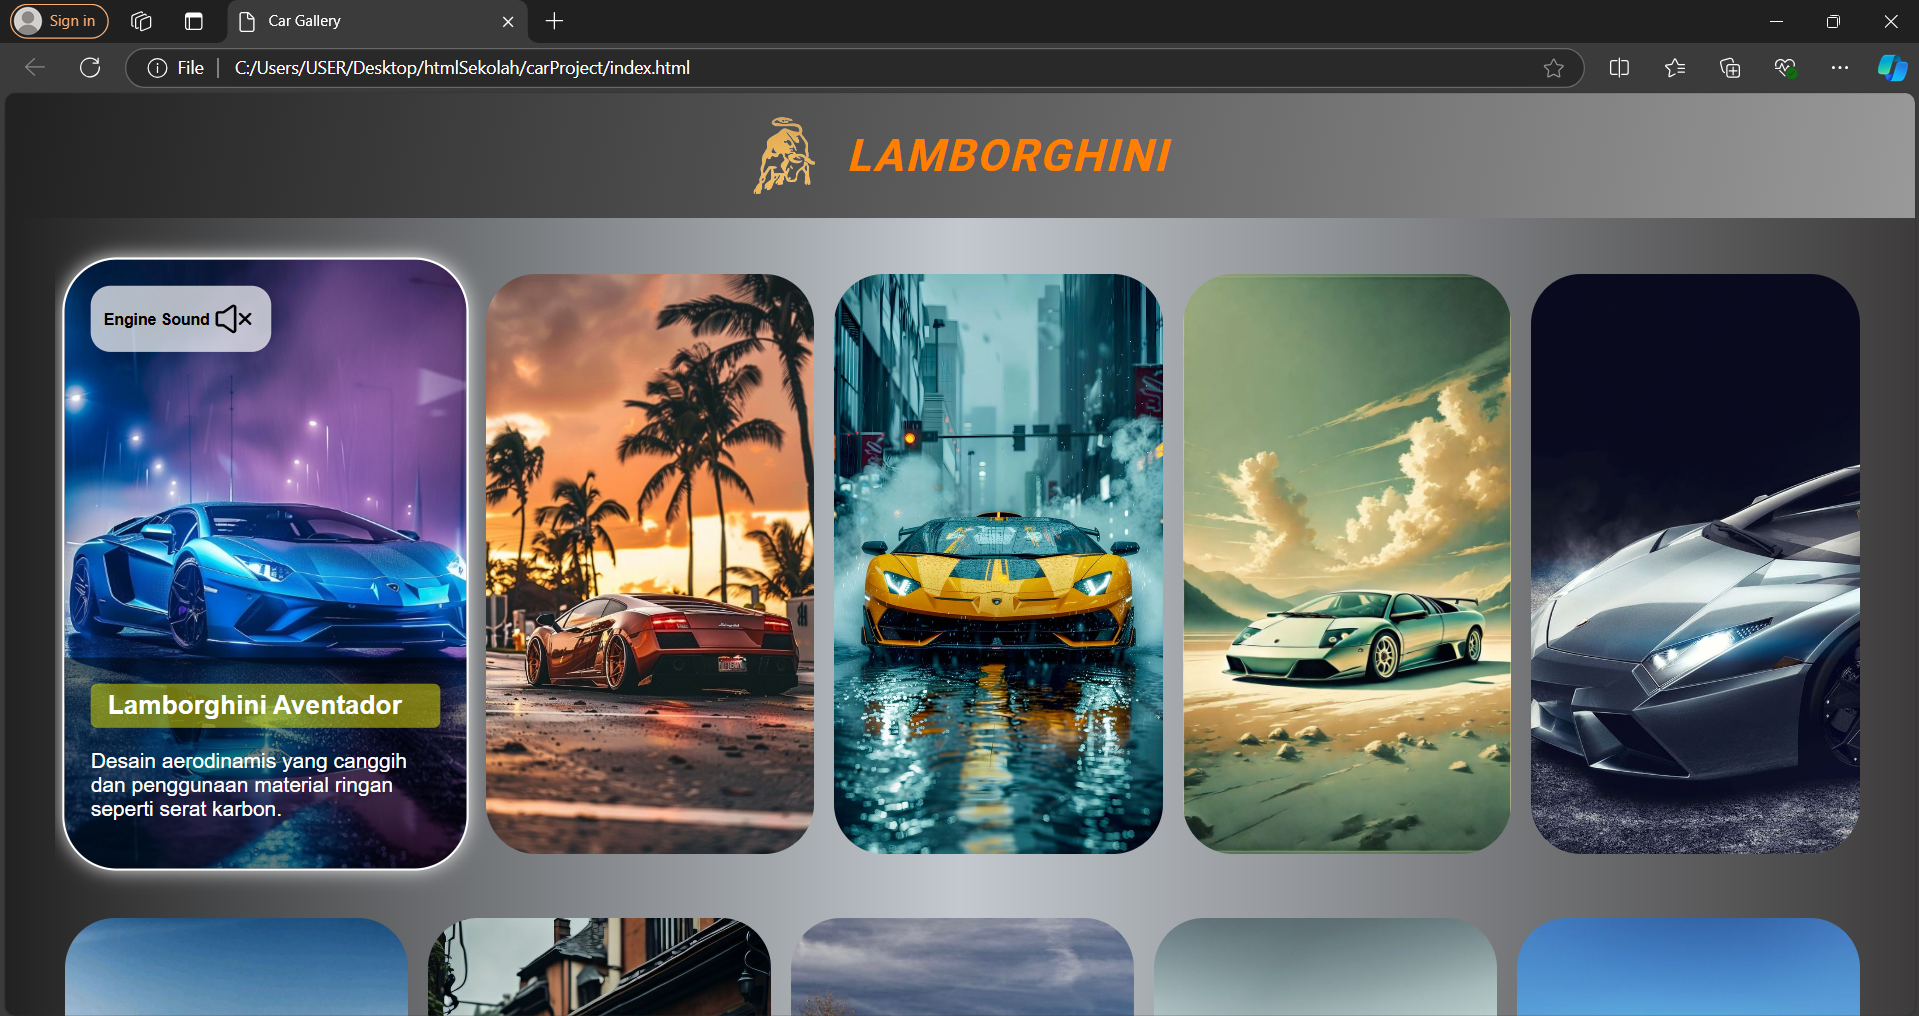 Sign in
Car Gallery
File
C:/Users/USER/Desktop/htmlSekolah/carProject/index.html
LAMBORGHINI
Engine Sound
Lamborghini Aventador
Desain aerodinamis yang canggih
dan penggunaan material ringan
seperti serat karbon.